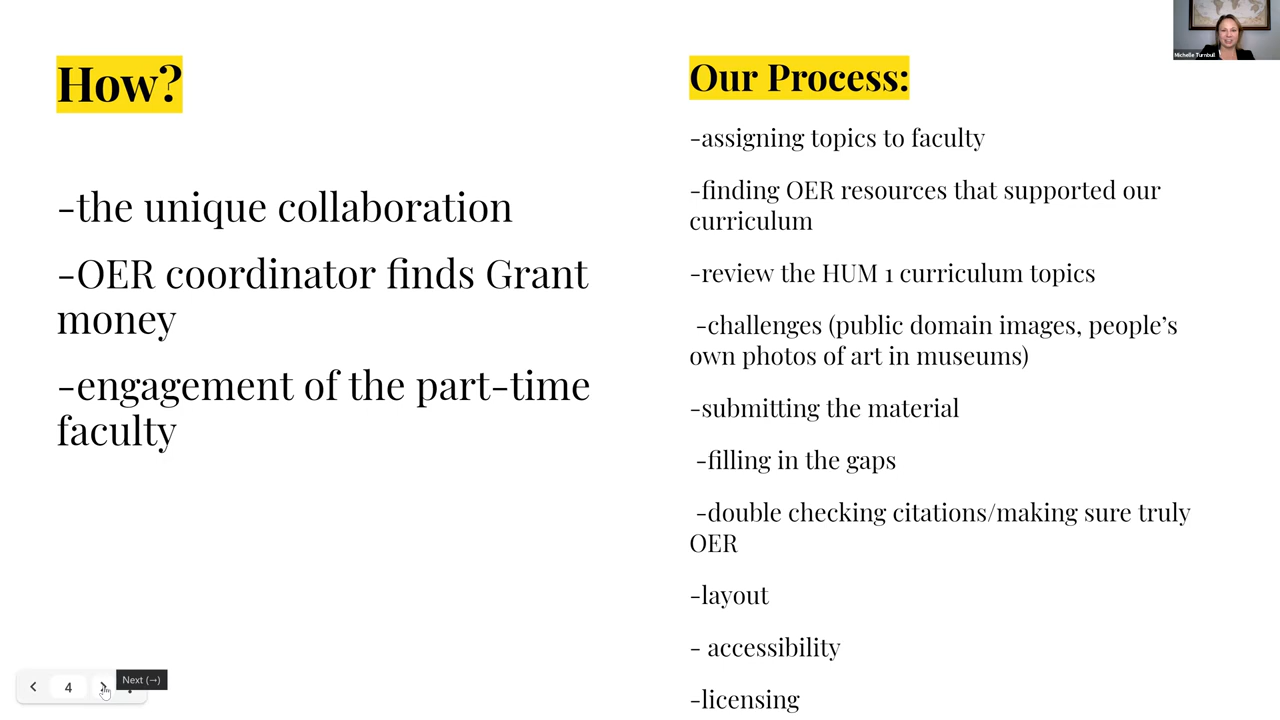 How?
-the unique collaboration
-OER coordinator finds Grant
money
-engagement of the part-time
faculty
Our Process:
-assigning topics to faculty
-finding OER resources that supported our
curriculum
-review the HUM 1 curriculum topics
-challenges (public domain images, people’s
own photos of art in museums)
-submitting the material
-filling in the gaps
-double checking citations/making sure truly
OER
-layout
- accessibility
-licensing
Michelle Turnbull
4
Next (→)